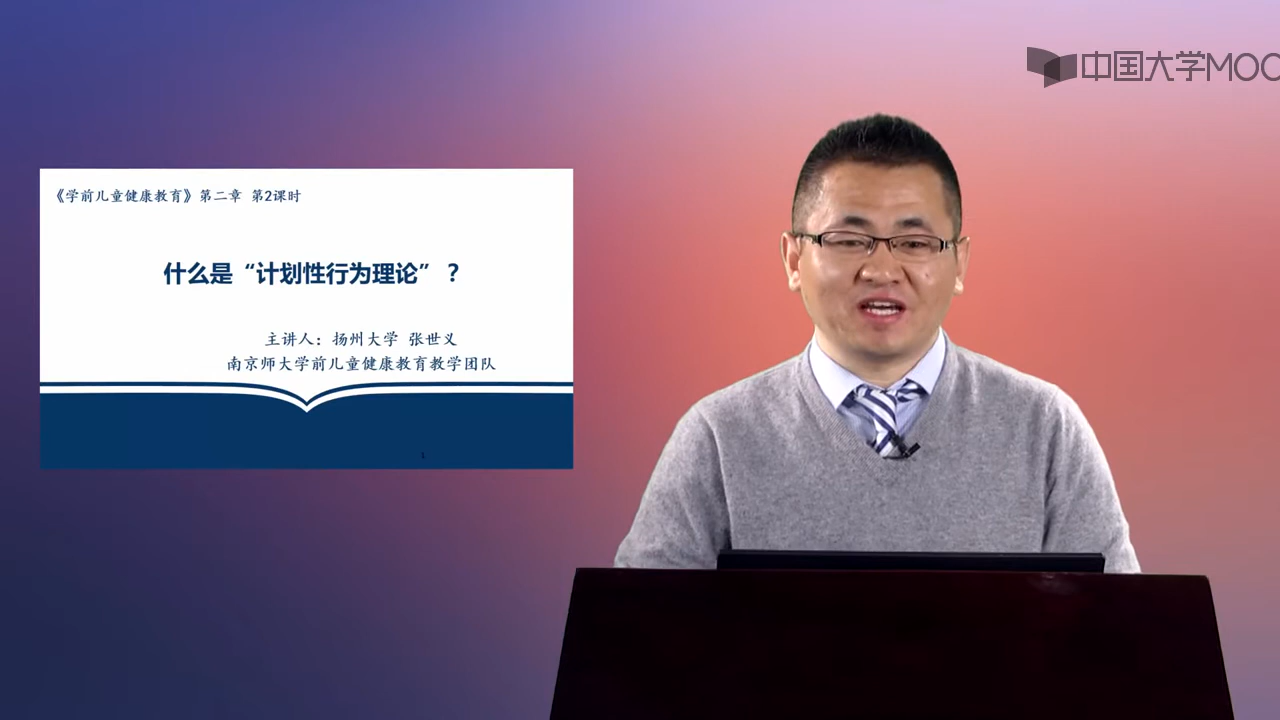 中国大学MOO
《学前儿童健康教育》第二章 第2课时
什么是“计划性行为理论”？
主讲人：扬州大学 张世义
南京师大学前儿童健康教育教学团队
1